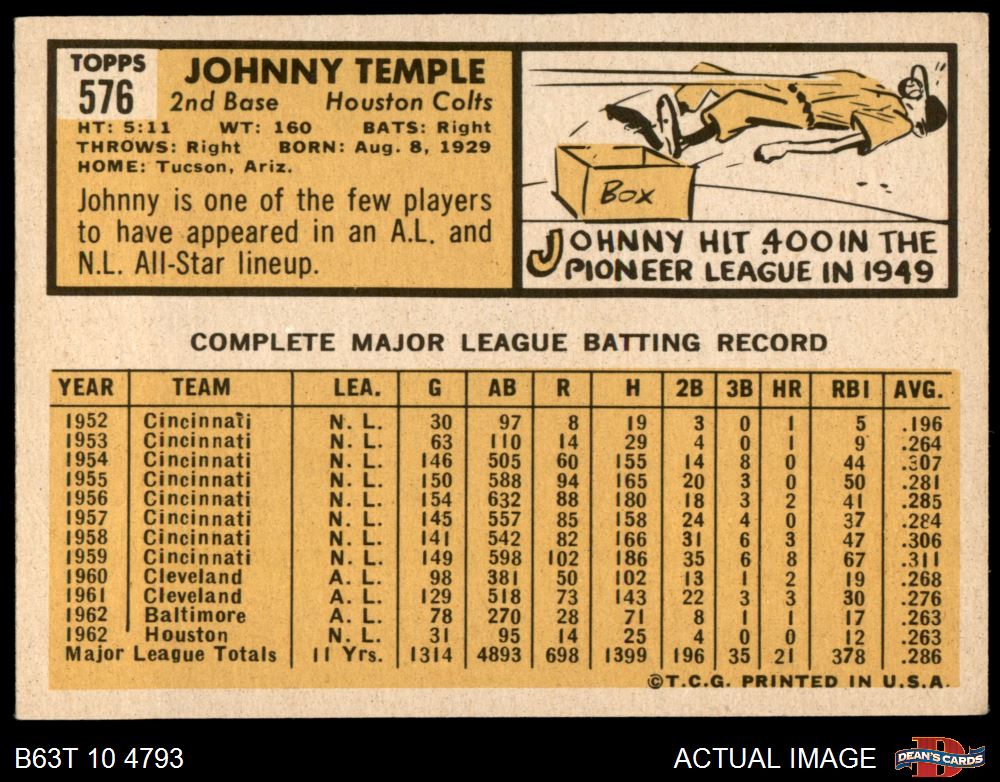 TOPPS
576
JOHNNY TEMPLE
2nd Base Houston Colts
HT: 5:11 WT: 160 BATS: Right
THROWS: Right BORN: Aug. 8, 1929
HOME: Tucson, Ariz.
Johnny is one of the few players
to have appeared in an A.L. and
N.L. All-Star lineup.
BOX
JOHNNY HIT .400 IN THE
PIONEER LEAGUE IN 1949
COMPLETE MAJOR LEAGUE BATTING RECORD
YEAR TEAM LEA. G AB R H 2B 3B HR RBI AVG.
1952 Cincinnati N. L. 30 97 8 19 3 0 1 5 .196
1953 Cincinnati N. L. 63 110 14 29 4 0 1 9 .264
1954 Cincinnati N. L. 146 505 60 155 14 8 0 44 .307
1955 Cincinnati N. L. 150 588 94 165 20 3 0 50 .281
1956 Cincinnati N. L. 154 632 88 180 18 3 2 41 .285
1957 Cincinnati N. L. 145 557 85 158 24 4 0 37 .284
1958 Cincinnati N. L. 141 542 82 166 31 6 3 47 .306
1959 Cincinnati N. L. 149 598 102 186 35 6 8 67 .311
1960 Cleveland A. L. 98 381 50 102 13 1 2 19 .268
1961 Cleveland A. L. 129 518 73 143 22 3 3 30 .276
1962 Baltimore A. L. 78 270 28 71 8 1 1 17 .263
1962 Houston N. L. 31 95 14 25 4 0 0 12 .263
Major League Totals 11 Yrs. 1314 4893 698 1399 196 35 21 378 .286
©T.C.G. PRINTED IN U.S.A.
B63T 10 4793 ACTUAL IMAGE
D
DEAN'S CARDS